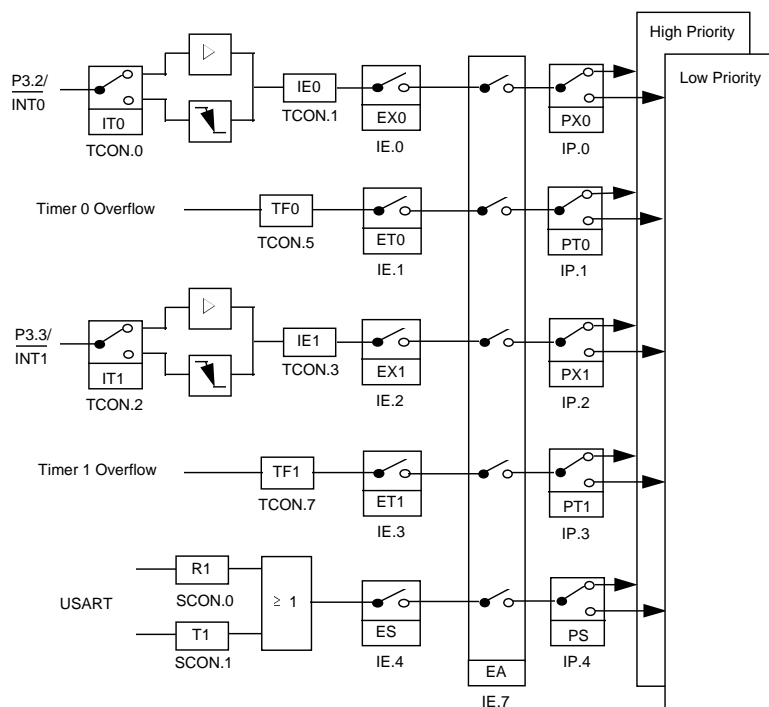 High Priority
Low Priority
P3.2/
INT0
IT0
TCON.0
IE0
TCON.1
EX0
IE.0
PX0
IP.0
Timer 0 Overflow
TF0
TCON.5
ET0
IE.1
PT0
IP.1
P3.3/
INT1
IT1
TCON.2
IE1
TCON.3
EX1
IE.2
PX1
IP.2
Timer 1 Overflow
TF1
TCON.7
ET1
IE.3
PT1
IP.3
USART
R1
SCON.0
T1
SCON.1
≥ 1
ES
IE.4
EA
IE.7
PS
IP.4